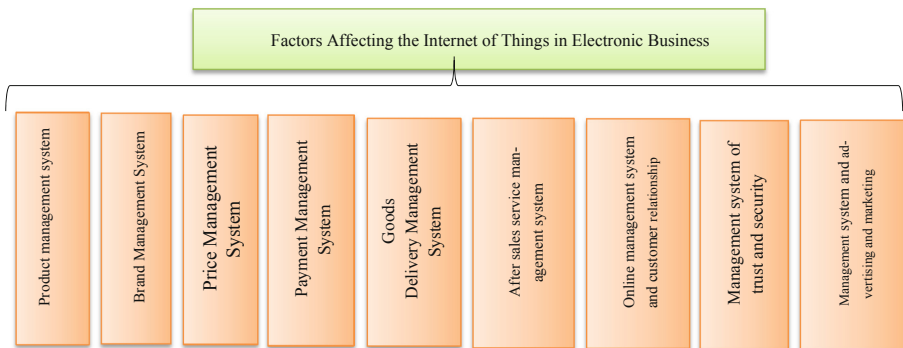 Factors Affecting the Internet of Things in Electronic Business
Product management system
Brand Management System
Price Management
System
Payment Management
System
Goods
Delivery Management
System
After sales service man-
agement system
Online management system
and customer relationship
Management system of
trust and security
Management system and ad-
vertising and marketing